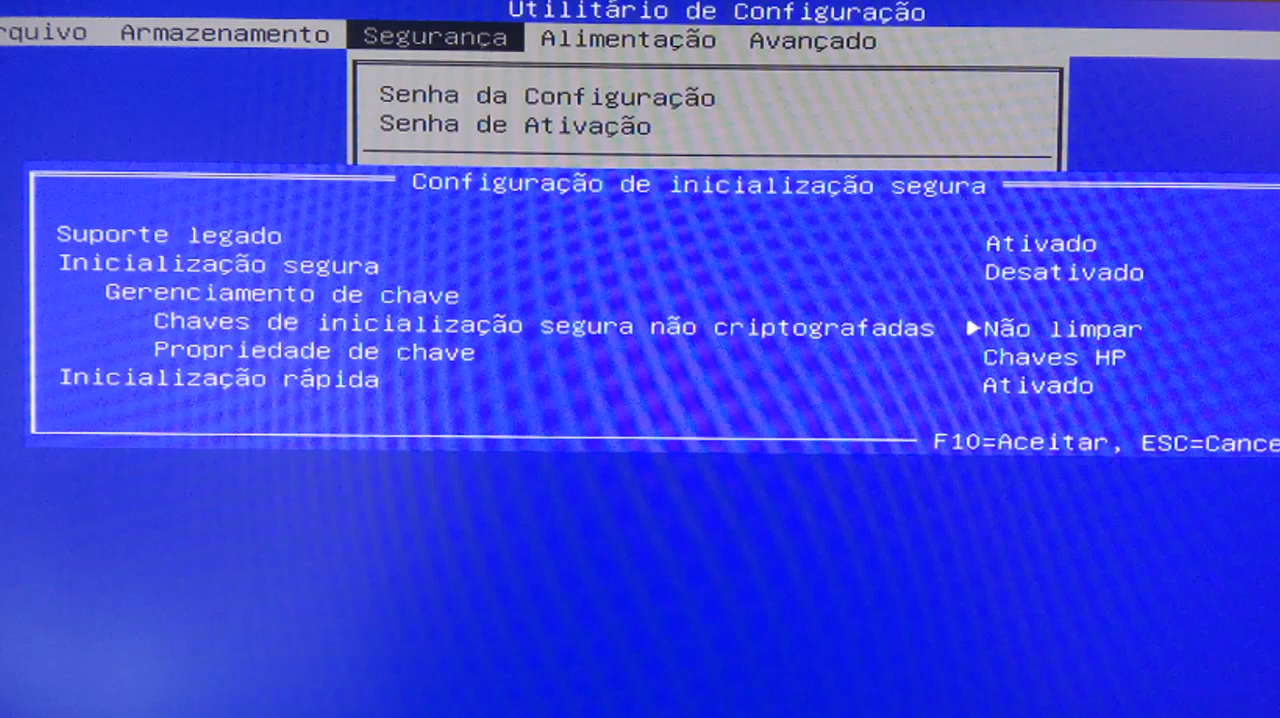 Utilitário de Configuração
rquivo Armazenamento Segurança Alimentação Avançado
Senha da Configuração
Senha de Ativação
Configuração de inicialização segura
Suporte legado Ativado
Inicialização segura Desativado
Gerenciamento de chave
Chaves de inicialização segura não criptografadas ▶Não limpar
Propriedade de chave Chaves HP
Inicialização rápida Ativado
F10=Aceitar, ESC=Cance